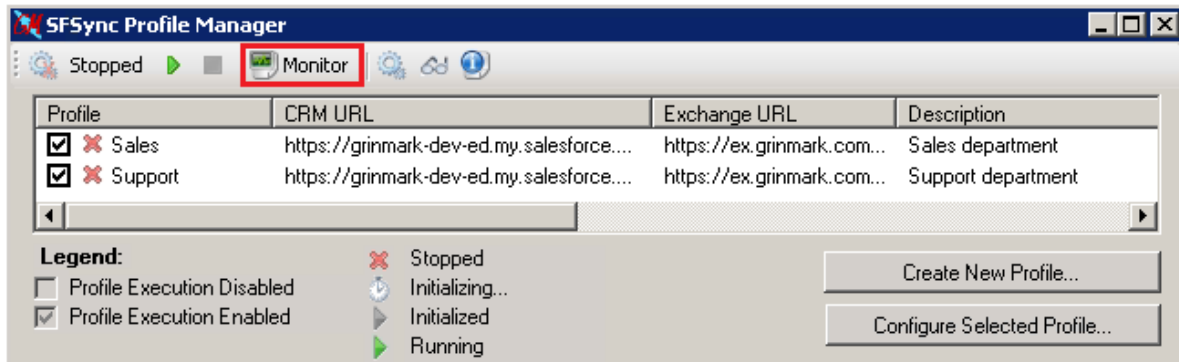 SFSync Profile Manager
Stopped Monitor
Profile CRM URL Exchange URL Description
Sales https://grinmark-dev-ed.my.salesforce.... https://ex.grinmark.com... Sales department
Support https://grinmark-dev-ed.my.salesforce.... https://ex.grinmark.com... Support department
Legend:
Profile Execution Disabled
Profile Execution Enabled
Stopped
Initializing...
Initialized
Running
Create New Profile...
Configure Selected Profile...